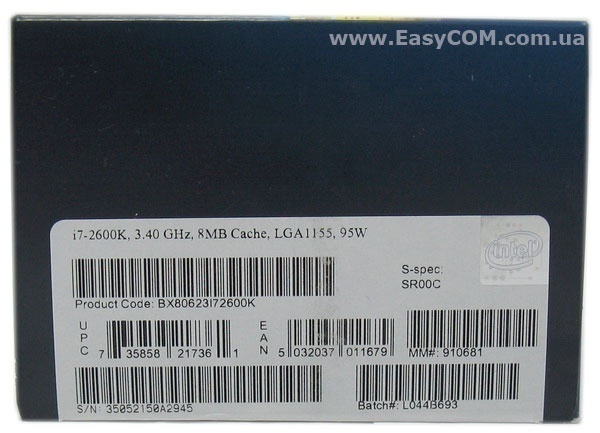 www.EasyCOM.com.ua
i7-2600K, 3.40 GHz, 8MB Cache, LGA1155, 95W
intel
S-spec:
SR00C
Product Code: BX80623I72600K
UPC 7 35858 21736 1
EAN 5 032037 011679
MM#: 910681
S/N: 35052150A2945
Batch#: L044B693